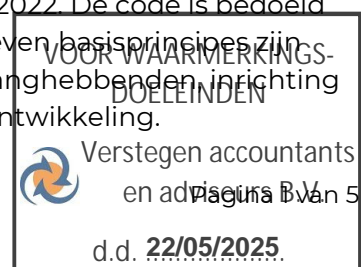 2022. De code is bedoeld
even basisprincipes zijn
anghebbenden, inrichting
ntwikkeling.
VOOR WAARMERKINGS-
DOELEINDEN
Verstegen accountants
en adviseurs B.V.
Pagina 1 van 5
d.d. 22/05/2025.